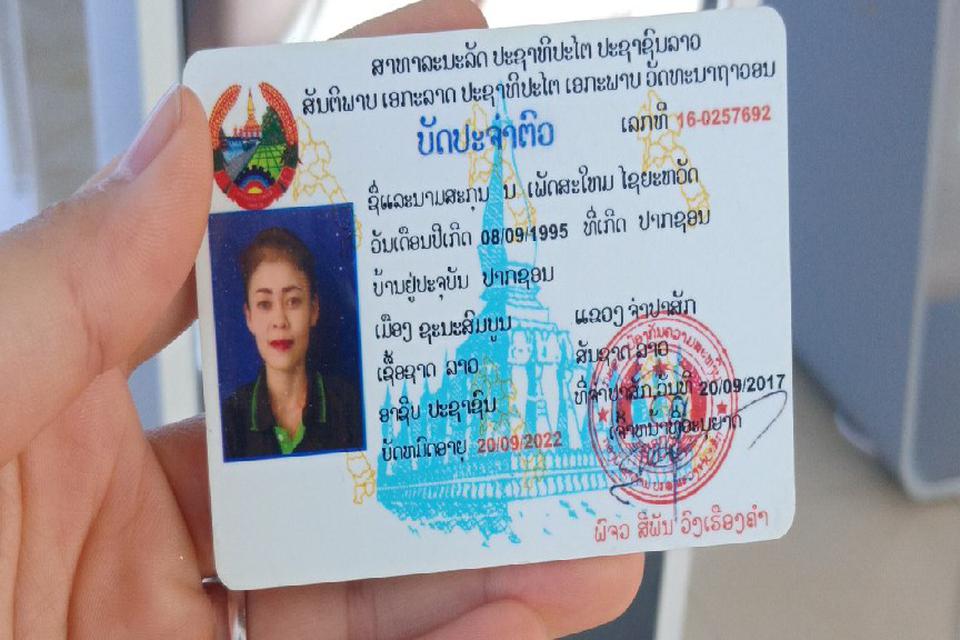 ສາທາລະນະລັດ ປະຊາທິປະໄຕ ປະຊາຊົນລາວ
ສັນຕິພາບ ເອກະລາດ ປະຊາທິປະໄຕ ເອກະພາບ ວັດທະນາຖາວອນ
ບັດປະຈຳຕົວ
ເລກທີ 16-0257692
ຊື່ແລະນາມສະກຸນ ນ ເພັດສະໃຫມ ໄຊຍະຫວັດ
ວັນເດືອນປີເກີດ 08/09/1995 ທີ່ເກີດ ປາກຊອນ
ບ້ານຢູ່ປະຈຸບັນ ປາກຊອນ
ເມືອງ ຊະນະສົມບູນ ແຂວງ ຈຳປາສັກ
ເຊື້ອຊາດ ລາວ ສັນຊາດ ລາວ
ອາຊີບ ປະຊາຊົນ ທີ່ຈຳປາສັກ,ວັນທີ 20/09/2017
ບັດຫມົດອາຍຸ 20/09/2022
ພົຈວ ສີພັນ ວົງເຮືອງຄຳ